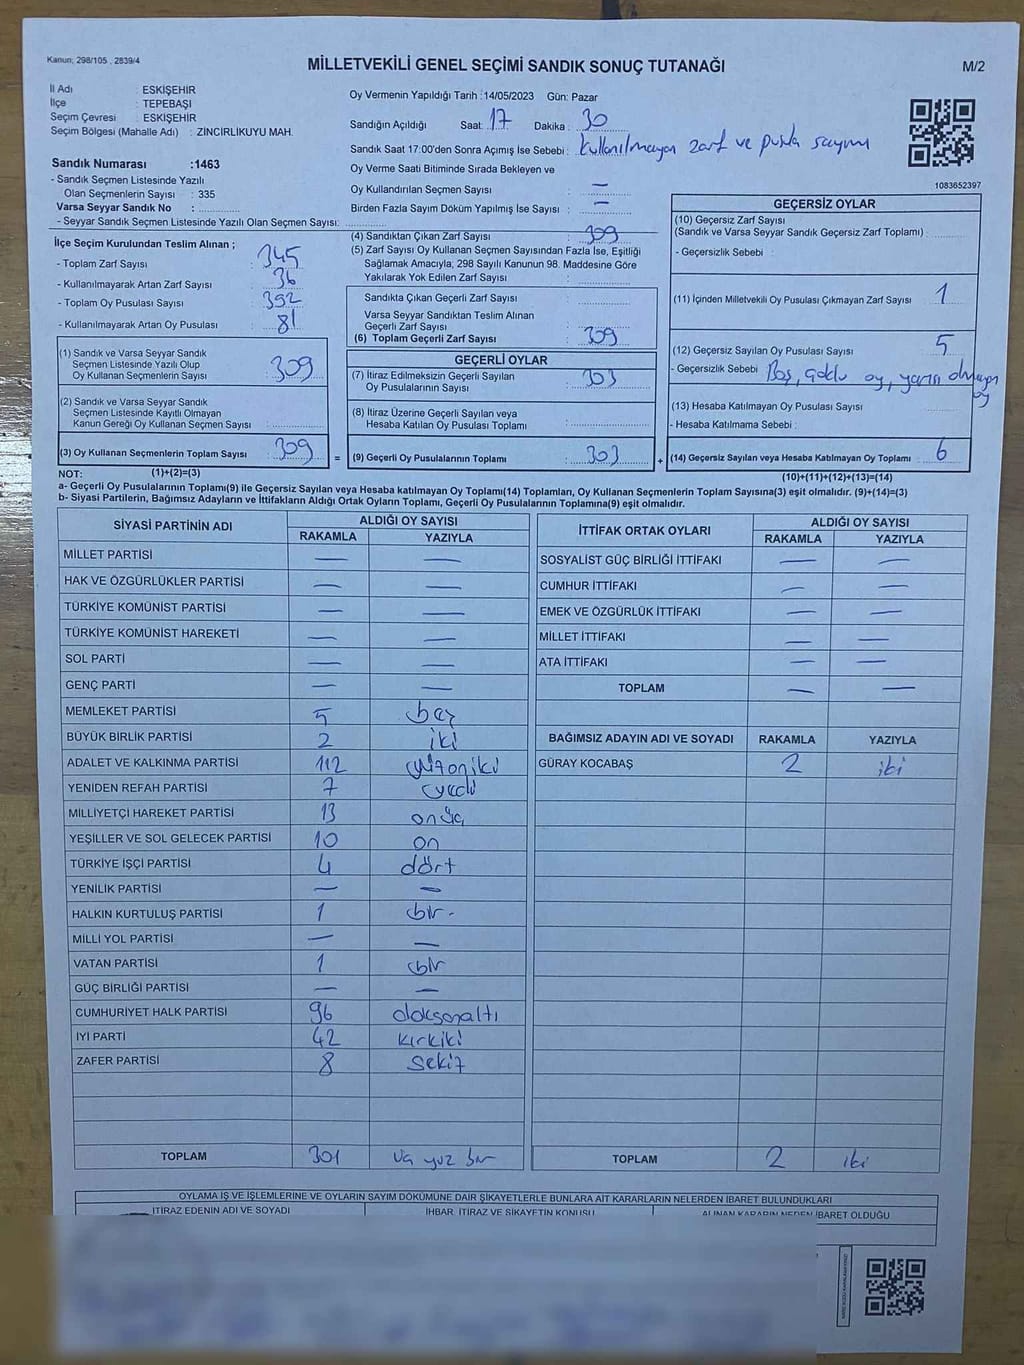 Kanun; 298/105 , 2839/4
MİLLETVEKİLİ GENEL SEÇİMİ SANDIK SONUÇ TUTANAĞI
M/2
İl Adı : ESKİŞEHİR
İlçe : TEPEBAŞI
Seçim Çevresi : ESKİŞEHİR
Seçim Bölgesi (Mahalle Adı) : ZİNCİRLİKUYU MAH.
Sandık Numarası :1463
- Sandık Seçmen Listesinde Yazılı
Olan Seçmenlerin Sayısı : 335
Varsa Seyyar Sandık No :
- Seyyar Sandık Seçmen Listesinde Yazılı Olan Seçmen Sayısı:
Oy Vermenin Yapıldığı Tarih :14/05/2023 Gün: Pazar
Sandığın Açıldığı Saat: 17 Dakika : 30
Sandık Saat 17:00'den Sonra Açımış İse Sebebi : Kullanılmayan zarf ve pusla sayımı
Oy Verme Saati Bitiminde Sırada Bekleyen ve
Oy Kullandırılan Seçmen Sayısı : —
Birden Fazla Sayım Döküm Yapılmış İse Sayısı : —
1083652397
İlçe Seçim Kurulundan Teslim Alınan ;
- Toplam Zarf Sayısı : 345
- Kullanılmayarak Artan Zarf Sayısı : 36
- Toplam Oy Pusulası Sayısı : 392
- Kullanılmayarak Artan Oy Pusulası : 81
(1) Sandık ve Varsa Seyyar Sandık
Seçmen Listesinde Yazılı Olup
Oy Kullanan Seçmenlerin Sayısı : 309
(2) Sandık ve Varsa Seyyar Sandık
Seçmen Listesinde Kayıtlı Olmayan
Kanun Gereği Oy Kullanan Seçmen Sayısı :
(3) Oy Kullanan Seçmenlerin Toplam Sayısı : 309
(1)+(2)=(3)
(4) Sandıktan Çıkan Zarf Sayısı : 309
(5) Zarf Sayısı Oy Kullanan Seçmen Sayısından Fazla İse, Eşitliği
Sağlamak Amacıyla, 298 Sayılı Kanunun 98. Maddesine Göre
Yakılarak Yok Edilen Zarf Sayısı :
Sandıkta Çıkan Geçerli Zarf Sayısı :
Varsa Seyyar Sandıktan Teslim Alınan
Geçerli Zarf Sayısı :
(6) Toplam Geçerli Zarf Sayısı : 309
GEÇERLİ OYLAR
(7) İtiraz Edilmeksizin Geçerli Sayılan
Oy Pusulalarının Sayısı : 303
(8) İtiraz Üzerine Geçerli Sayılan veya
Hesaba Katılan Oy Pusulaları Toplamı :
= (9) Geçerli Oy Pusulalarının Toplamı : 303
GEÇERSİZ OYLAR
(10) Geçersiz Zarf Sayısı
(Sandık ve Varsa Seyyar Sandık Geçersiz Zarf Toplamı) :
- Geçersizlik Sebebi :
(11) İçinden Milletvekili Oy Pusulası Çıkmayan Zarf Sayısı : 1
(12) Geçersiz Sayılan Oy Pusulası Sayısı : 5
- Geçersizlik Sebebi : Boş, çoklu oy, yarısı olmayan oy
(13) Hesaba Katılmayan Oy Pusulası Sayısı :
- Hesaba Katılmama Sebebi :
+ (14) Geçersiz Sayılan veya Hesaba Katılmayan Oy Toplamı : 6
(10)+(11)+(12)+(13)=(14)
NOT:
a- Geçerli Oy Pusulalarının Toplamı(9) ile Geçersiz Sayılan veya Hesaba katılmayan Oy Toplamı(14) Toplamları, Oy Kullanan Seçmenlerin Toplam Sayısına(3) eşit olmalıdır. (9)+(14)=(3)
b- Siyasi Partilerin, Bağımsız Adayların ve İttifakların Aldığı Ortak Oyların Toplamı, Geçerli Oy Pusulalarının Toplamına(9) eşit olmalıdır.
SİYASİ PARTİNİN ADI ALDIĞI OY SAYISI
RAKAMLA YAZIYLA
MİLLET PARTİSİ — —
HAK VE ÖZGÜRLÜKLER PARTİSİ — —
TÜRKİYE KOMÜNİST PARTİSİ — —
TÜRKİYE KOMÜNİST HAREKETİ — —
SOL PARTİ — —
GENÇ PARTİ — —
MEMLEKET PARTİSİ 5 beş
BÜYÜK BİRLİK PARTİSİ 2 iki
ADALET VE KALKINMA PARTİSİ 112 yüzoniki
YENİDEN REFAH PARTİSİ 7 yedi
MİLLİYETÇİ HAREKET PARTİSİ 13 onüç
YEŞİLLER VE SOL GELECEK PARTİSİ 10 on
TÜRKİYE İŞÇİ PARTİSİ 4 dört
YENİLİK PARTİSİ — —
HALKIN KURTULUŞ PARTİSİ 1 bir
MİLLİ YOL PARTİSİ — —
VATAN PARTİSİ 1 bir
GÜÇ BİRLİĞİ PARTİSİ — —
CUMHURİYET HALK PARTİSİ 96 doksanaltı
İYİ PARTİ 42 kırkiki
ZAFER PARTİSİ 8 sekiz
TOPLAM 301 üç yüz bir
İTTİFAK ORTAK OYLARI ALDIĞI OY SAYISI
RAKAMLA YAZIYLA
SOSYALİST GÜÇ BİRLİĞİ İTTİFAKI — —
CUMHUR İTTİFAKI — —
EMEK VE ÖZGÜRLÜK İTTİFAKI — —
MİLLET İTTİFAKI — —
ATA İTTİFAKI — —
TOPLAM — —
BAĞIMSIZ ADAYIN ADI VE SOYADI RAKAMLA YAZIYLA
GÜRAY KOCABAŞ 2 iki
TOPLAM 2 iki
OYLAMA İŞ VE İŞLEMLERİNE VE OYLARIN SAYIM DÖKÜMÜNE DAİR ŞİKAYETLERLE BUNLARA AİT KARARLARIN NELERDEN İBARET BULUNDUKLARI
İTİRAZ EDENİN ADI VE SOYADI İHBAR, İTİRAZ VE ŞİKAYETİN KONUSU ALINAN KARARIN NEDEN İBARET OLDUĞU